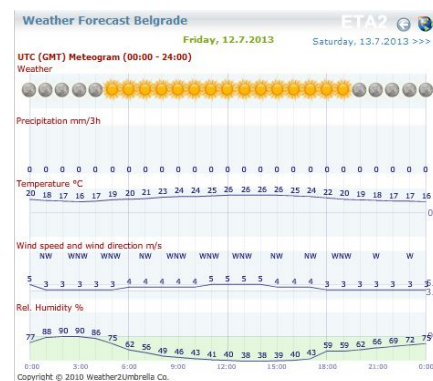 Weather Forecast Belgrade
ETA2
Friday, 12.7.2013
Saturday, 13.7.2013 >>>
UTC (GMT) Meteogram (00:00 - 24:00)
Weather
Precipitation mm/3h
0 0 0 0 0 0 0 0 0 0 0 0 0 0 0 0 0 0 0 0 0 0 0 0 0
Temperature °C
20 18 17 16 17 19 20 21 23 24 24 25 26 26 26 26 25 24 22 20 19 18 17 17 16
0
Wind speed and wind direction m/s
NW WNW WNW NW WNW WNW WNW NW NW WNW W W
5 3 3 3 3 3 4 4 4 4 4 5 5 5 5 4 4 4 3 3 3 3 3 3
3.
Rel. Humidity %
77 88 90 90 86 75 62 56 49 46 43 41 40 38 38 39 40 43 59 59 62 66 69 72 75
0:00 3:00 6:00 9:00 12:00 15:00 18:00 21:00 0:00
Copyright © 2010 Weather2Umbrella Co.